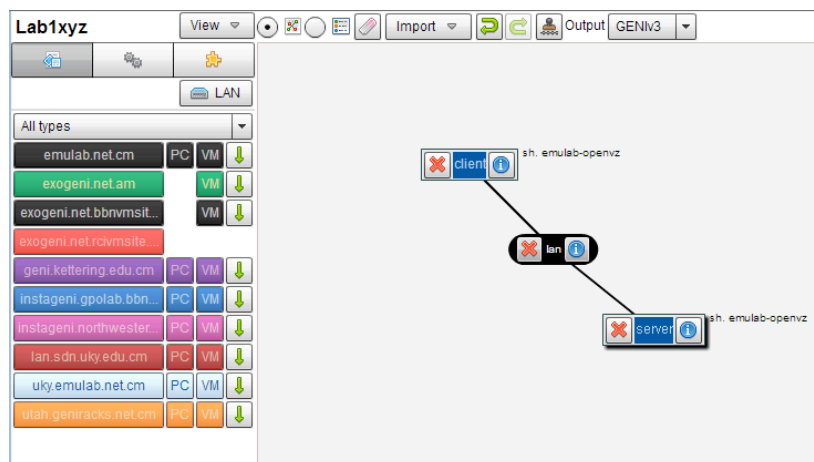 Lab1xyz
View
Import
Output
GENIv3
LAN
All types
emulab.net.cm PC VM
exogeni.net.am VM
exogeni.net.bbnvmsit... VM
exogeni.net.rcivmsite....
geni.kettering.edu.cm PC VM
instageni.gpolab.bbn... PC VM
instageni.northwester... PC VM
lan.sdn.uky.edu.cm PC VM
uky.emulab.net.cm PC VM
utah.geniracks.net.cm PC VM
client
sh. emulab-openvz
lan
server
sh. emulab-openvz